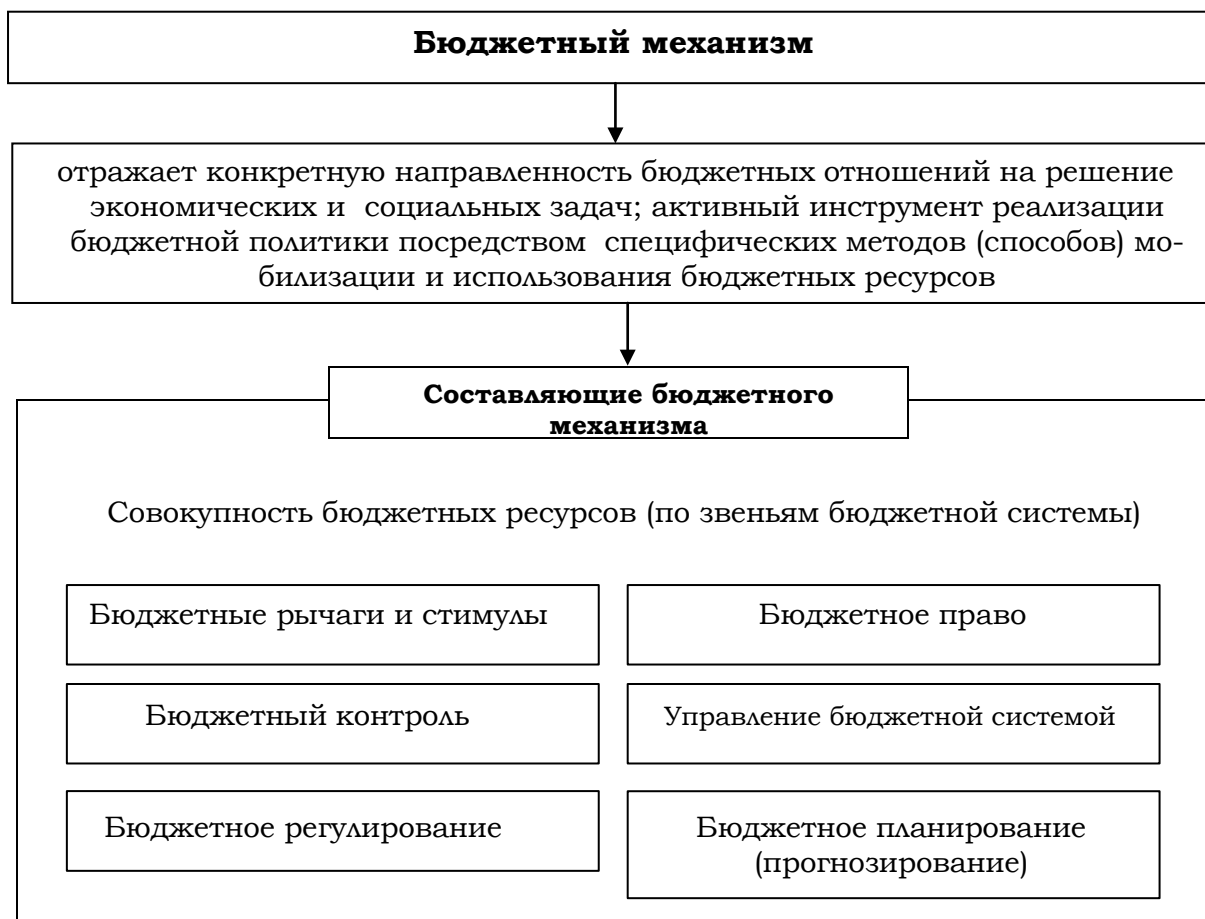 Бюджетный механизм
отражает конкретную направленность бюджетных отношений на решение
экономических и социальных задач; активный инструмент реализации
бюджетной политики посредством специфических методов (способов) мо-
билизации и использования бюджетных ресурсов
Составляющие бюджетного
механизма
Совокупность бюджетных ресурсов (по звеньям бюджетной системы)
Бюджетные рычаги и стимулы
Бюджетное право
Бюджетный контроль
Управление бюджетной системой
Бюджетное регулирование
Бюджетное планирование
(прогнозирование)